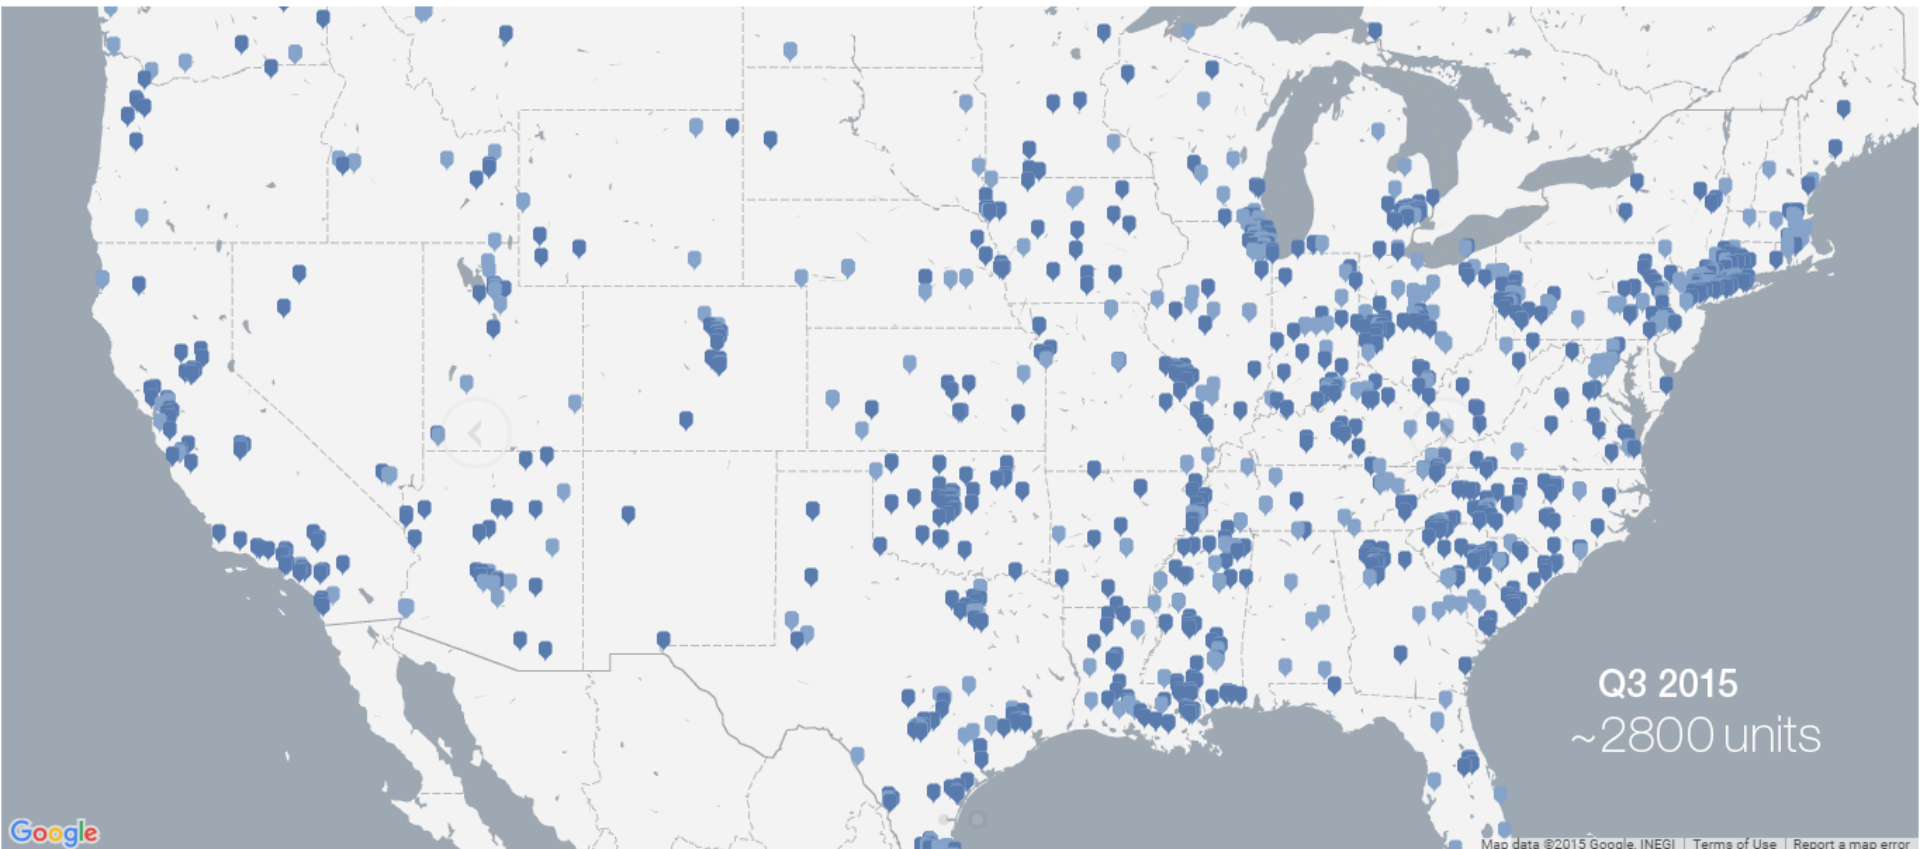 Q3 2015
~2800 units
Google
Map data ©2015 Google, INEGI
Terms of Use
Report a map error